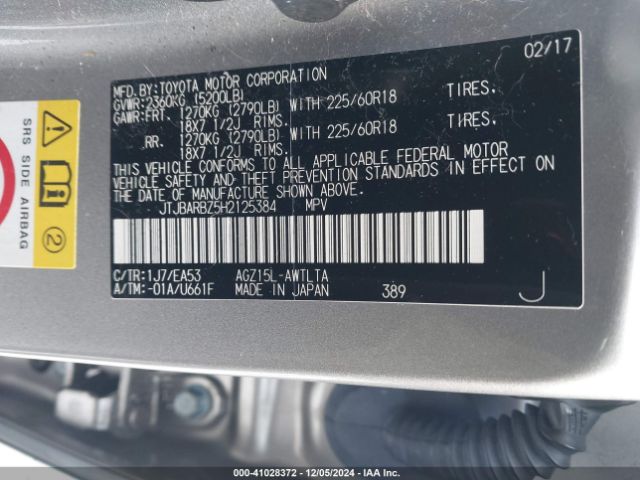 02/17
MFD. BY: TOYOTA MOTOR CORPORATION
GVWR: 2360KG (5200LB)
GAWR: FRT. 1270KG (2790LB) WITH 225/60R18 TIRES,
18X7 1/2J RIMS.
RR. 1270KG (2790LB) WITH 225/60R18 TIRES,
18X7 1/2J RIMS.
THIS VEHICLE CONFORMS TO ALL APPLICABLE FEDERAL MOTOR
VEHICLE SAFETY AND THEFT PREVENTION STANDARDS IN EFFECT ON
THE DATE OF MANUFACTURE SHOWN ABOVE.
JTJBARBZ5H2125384 MPV
C/TR: 1J7/EA53 AGZ15L-AWTLTA
A/TM: -01A/U661F MADE IN JAPAN 389 J
SRS SIDE AIRBAG
2
000-41028372 - 12/05/2024 - IAA Inc.